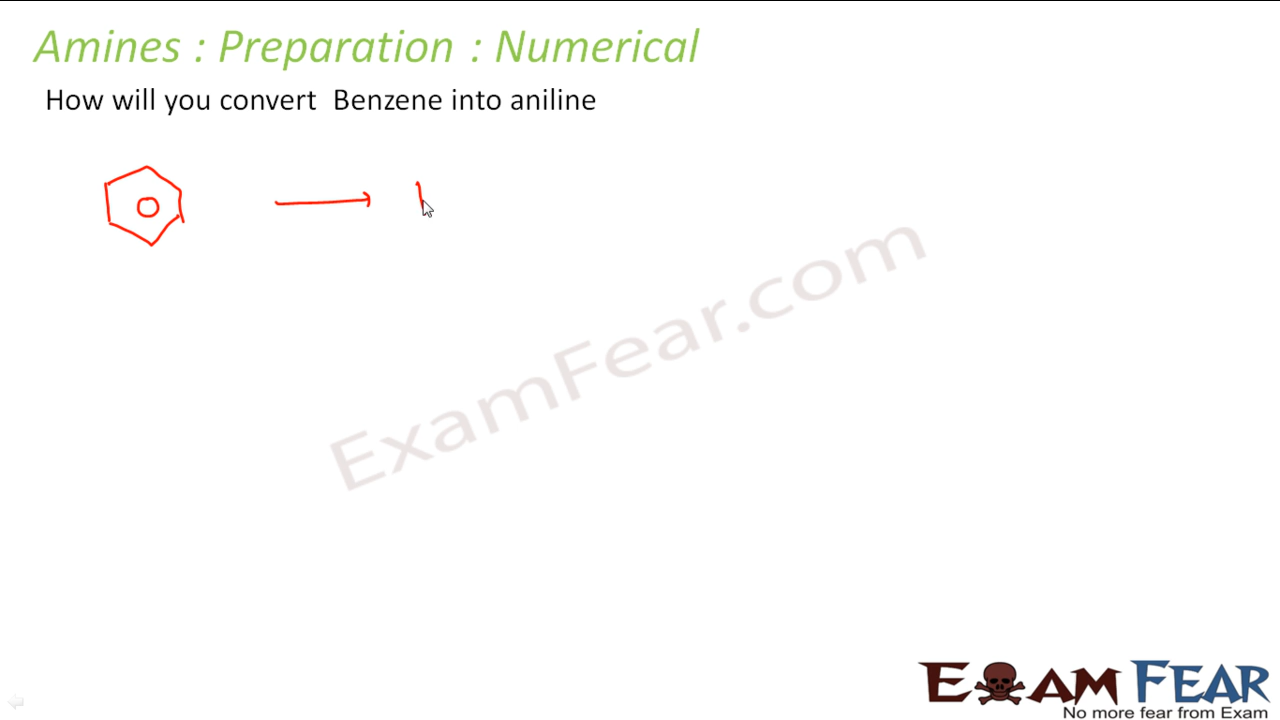 Amines : Preparation : Numerical
How will you convert Benzene into aniline
ExamFear.com
EXAM FEAR
No more fear from Exam